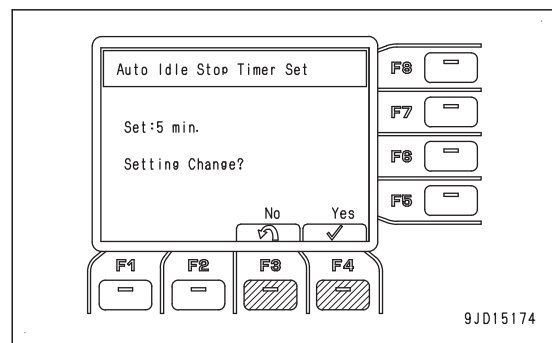 Auto Idle Stop Timer Set
F8
F7
Set:5 min.
Setting Change?
F6
F5
No Yes
F1 F2 F3 F4
9JD15174